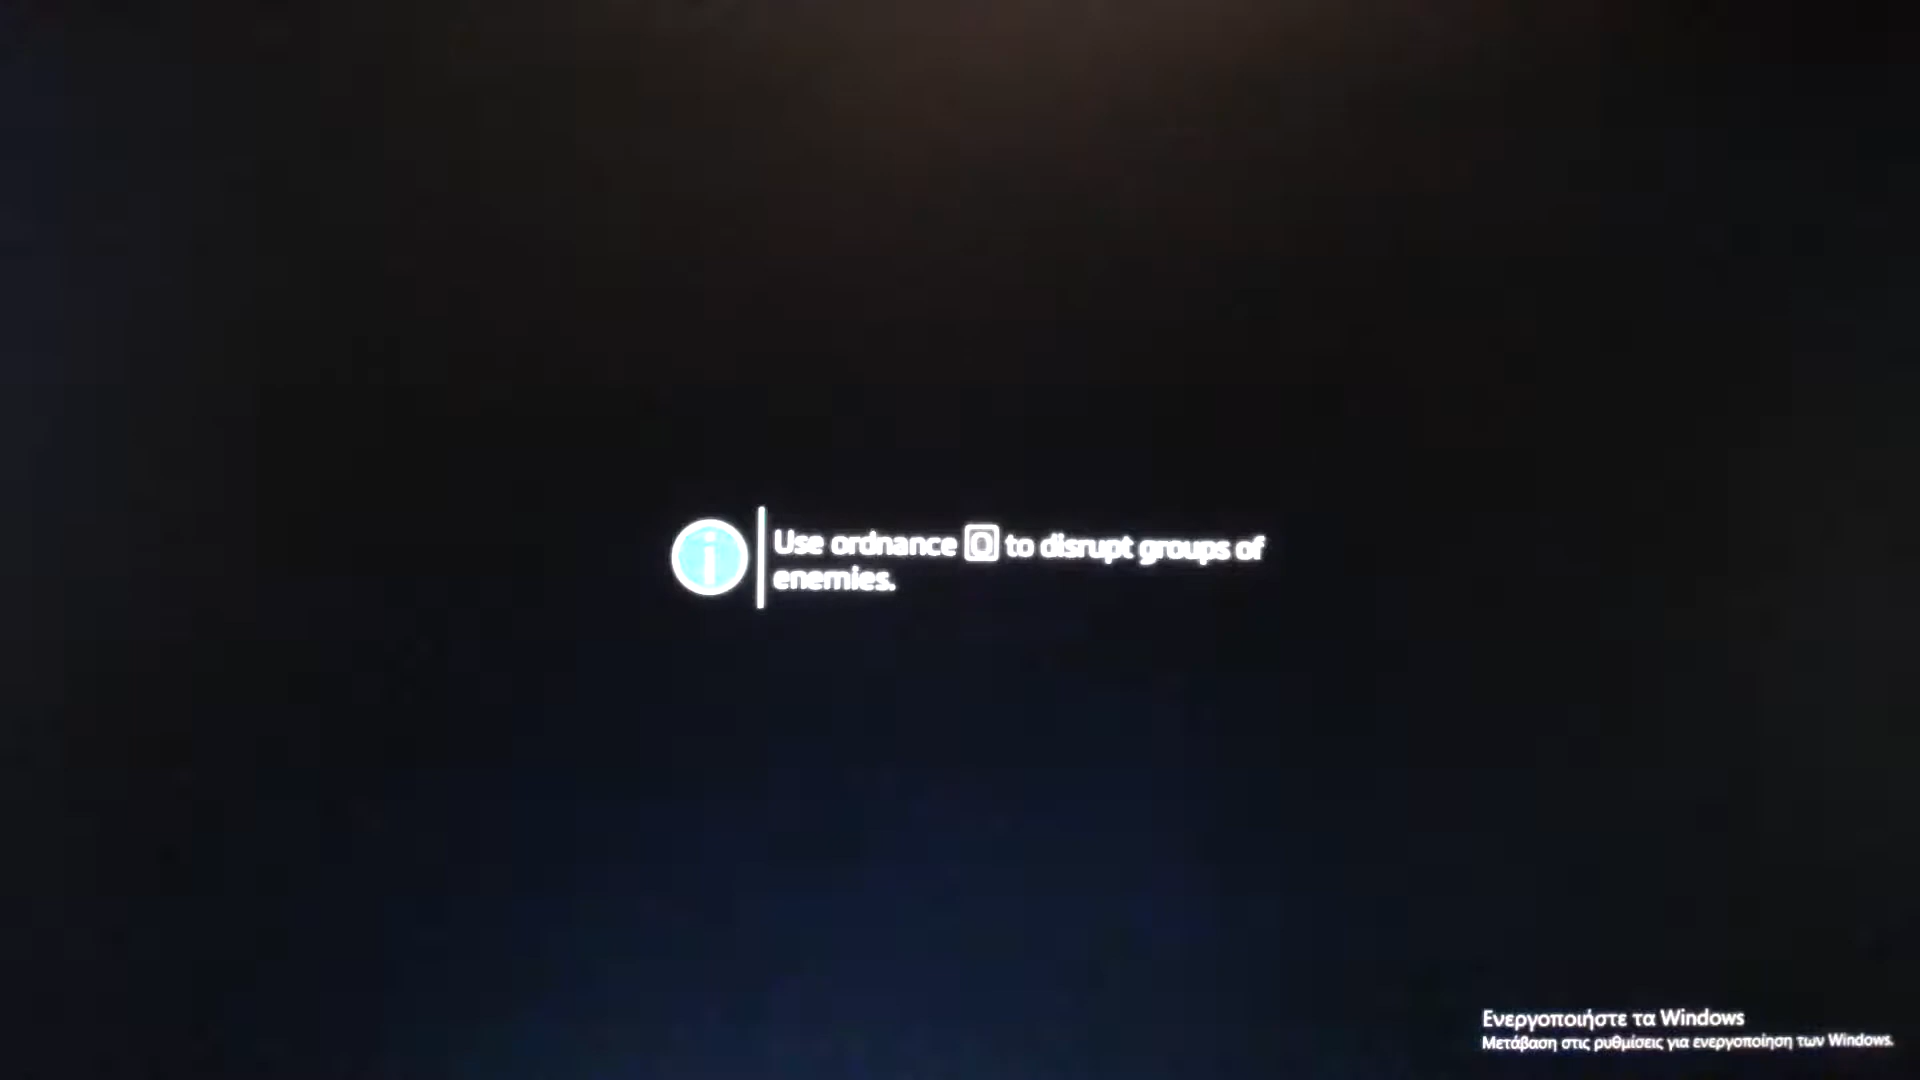 Use ordnance Q to disrupt groups of
enemies.
Ενεργοποιήστε τα Windows
Μετάβαση στις ρυθμίσεις για ενεργοποίηση των Windows.